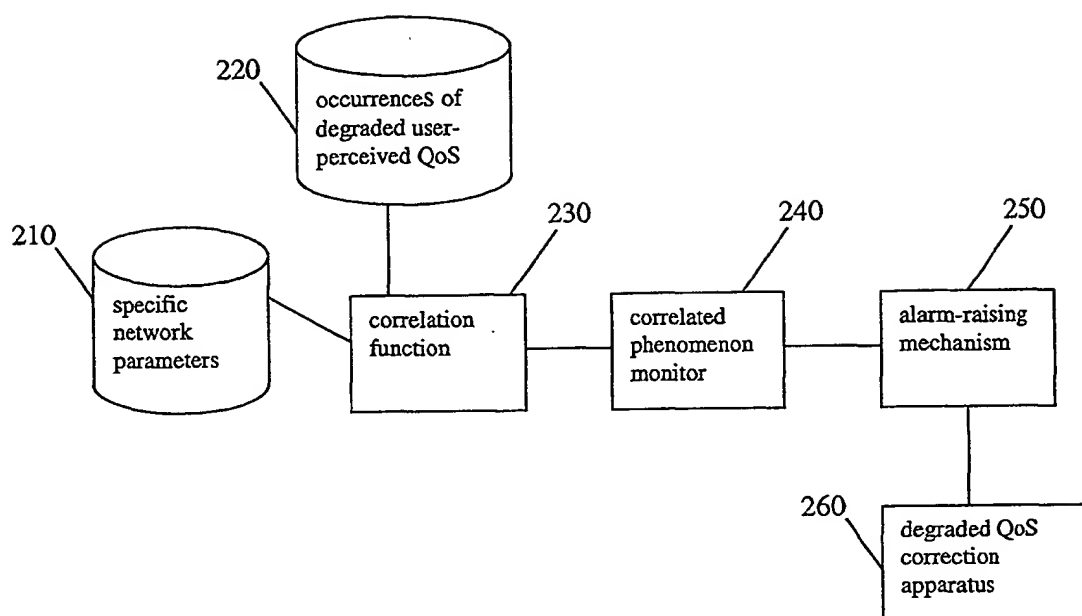 220
occurrences of
degraded user-
perceived QoS
210
specific
network
parameters
230
correlation
function
240
correlated
phenomenon
monitor
250
alarm-raising
mechanism
260
degraded QoS
correction
apparatus